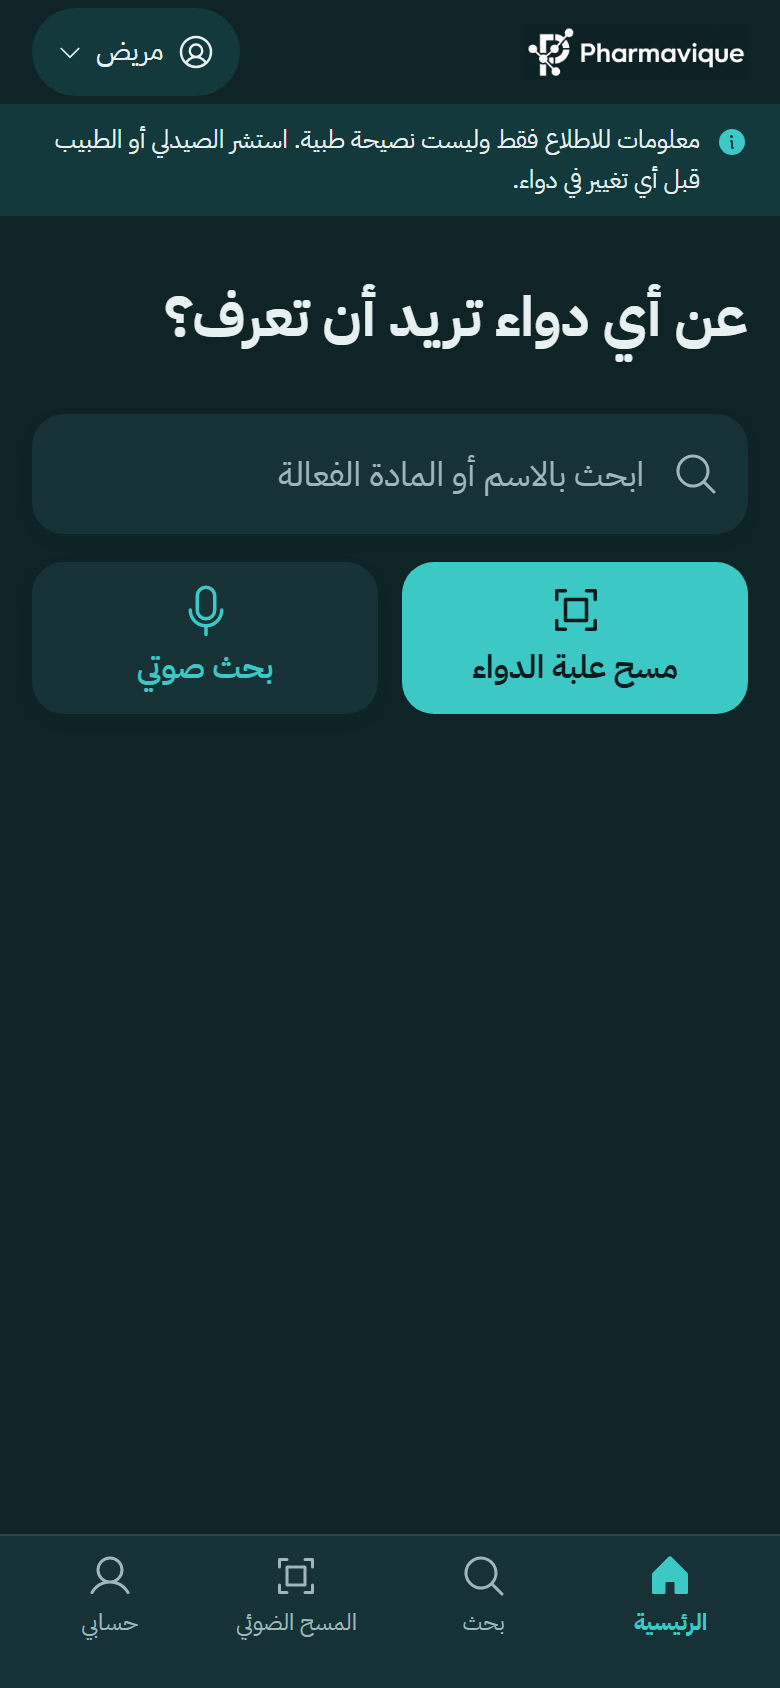 Pharmavique
مريض
معلومات للاطلاع فقط وليست نصيحة طبية. استشر الصيدلي أو الطبيب
قبل أي تغيير في دواء.
عن أي دواء تريد أن تعرف؟
ابحث بالاسم أو المادة الفعالة
مسح علبة الدواء
بحث صوتي
الرئيسية
بحث
المسح الضوئي
حسابي